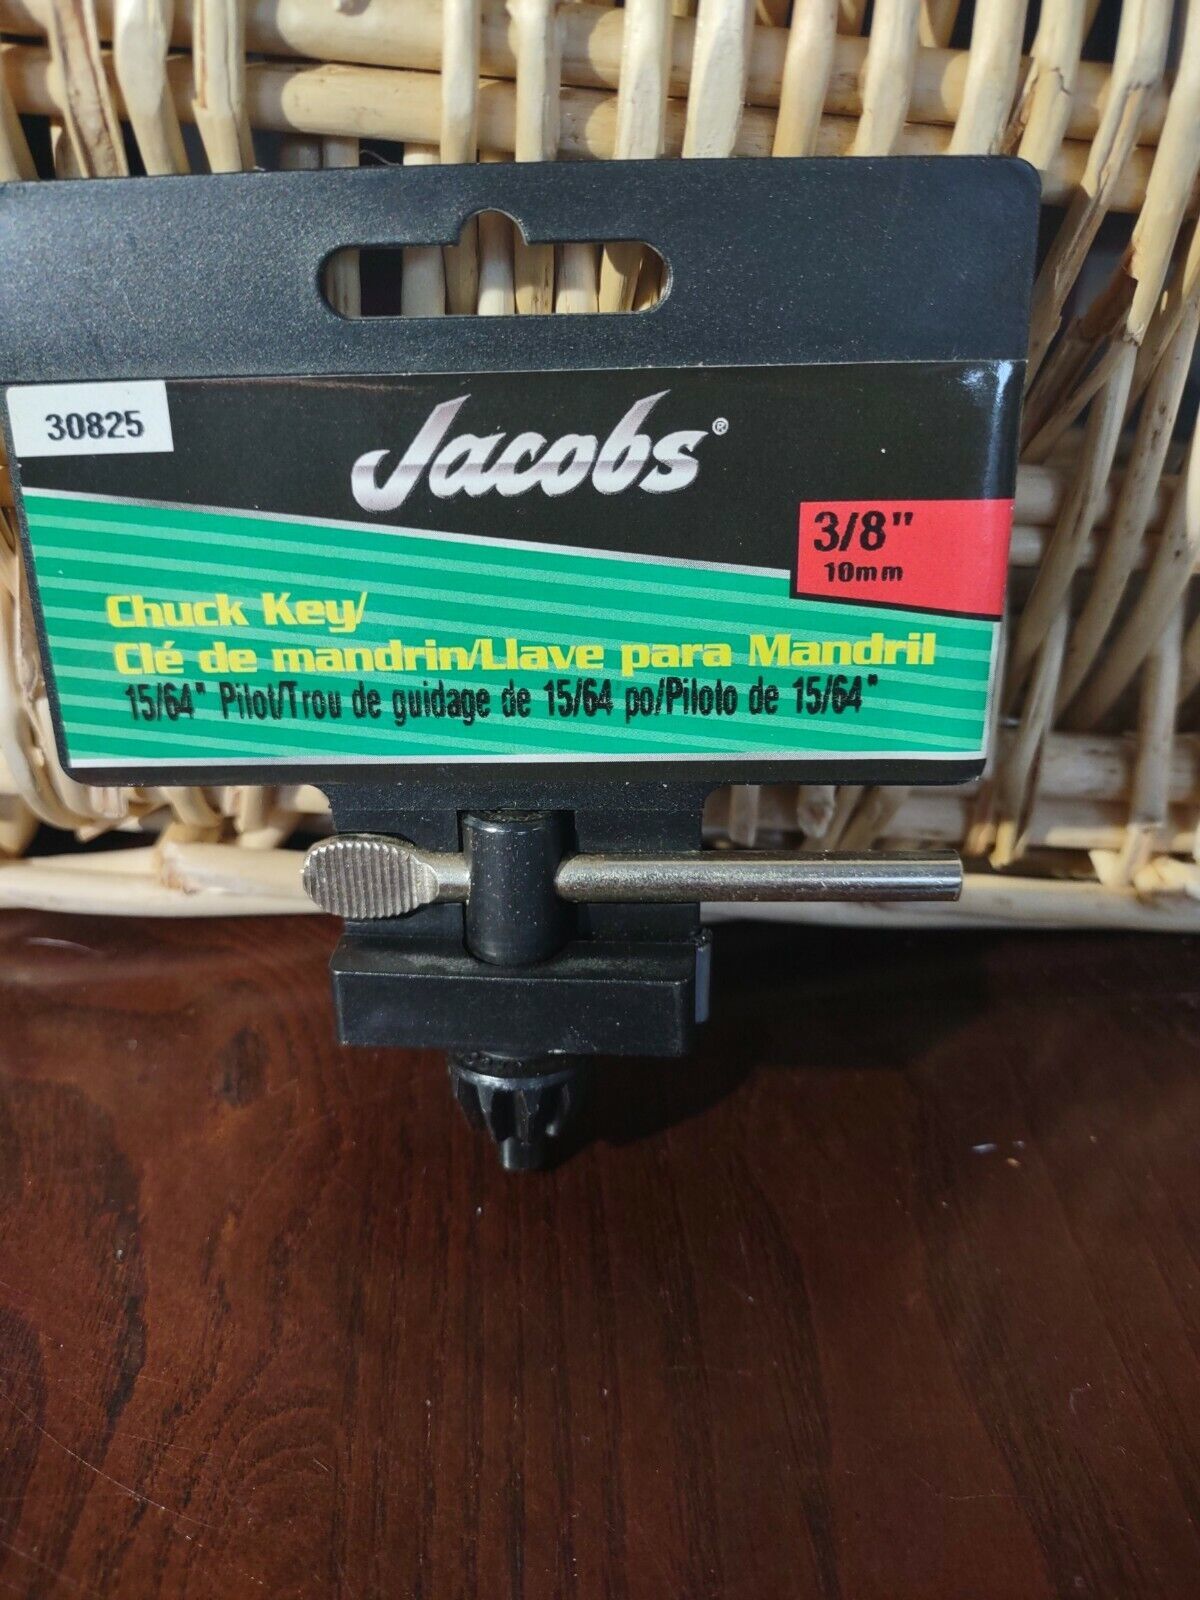 30825
Jacobs®
3/8"
10mm
Chuck Key/
Clé de mandrin/Llave para Mandril
15/64" Pilot/Trou de guidage de 15/64 po/Piloto de 15/64"